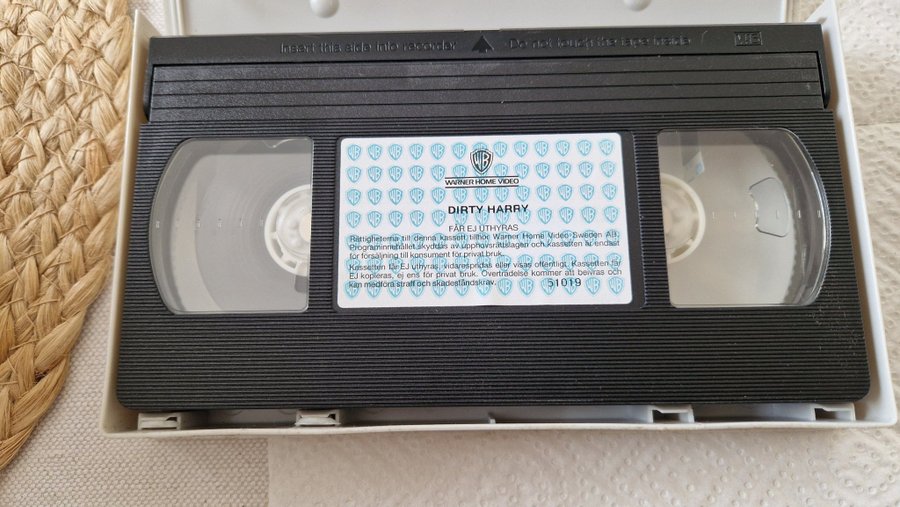 Insert this side into recorder ▲ Do not touch the tape inside VHS
WB
WARNER HOME VIDEO
DIRTY HARRY
FÅR EJ UTHYRAS
Rättigheterna till denna kassett tillhör Warner Home Video Sweden AB.
Programinnehållet skyddas av upphovsrättslagen och kassetten är endast
för försäljning till konsument för privat bruk.
Kassetten får EJ uthyras, vidarespridas eller visas offentligt. Kassetten får
EJ kopieras, ej ens för privat bruk. Överträdelse kommer att beivras och
kan medföra straff och skadeståndskrav. 51019